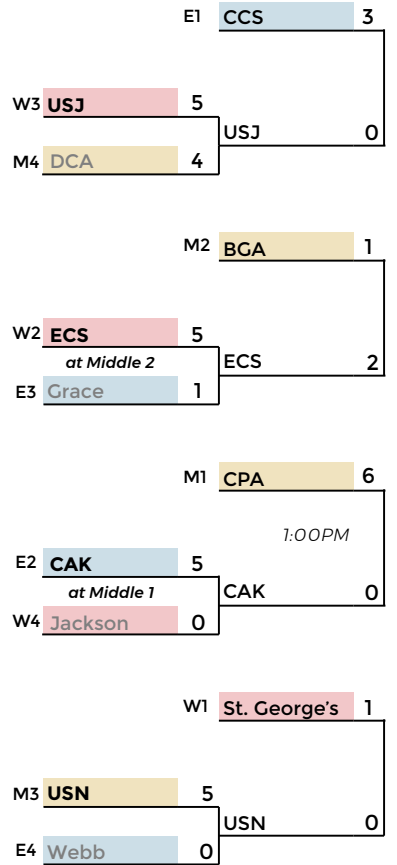 E1 CCS 3
W3 USJ 5
USJ 0
M4 DCA 4
M2 BGA 1
W2 ECS 5
at Middle 2
ECS 2
E3 Grace 1
M1 CPA 6
1:00PM
E2 CAK 5
at Middle 1
CAK 0
W4 Jackson 0
W1 St. George's 1
M3 USN 5
USN 0
E4 Webb 0